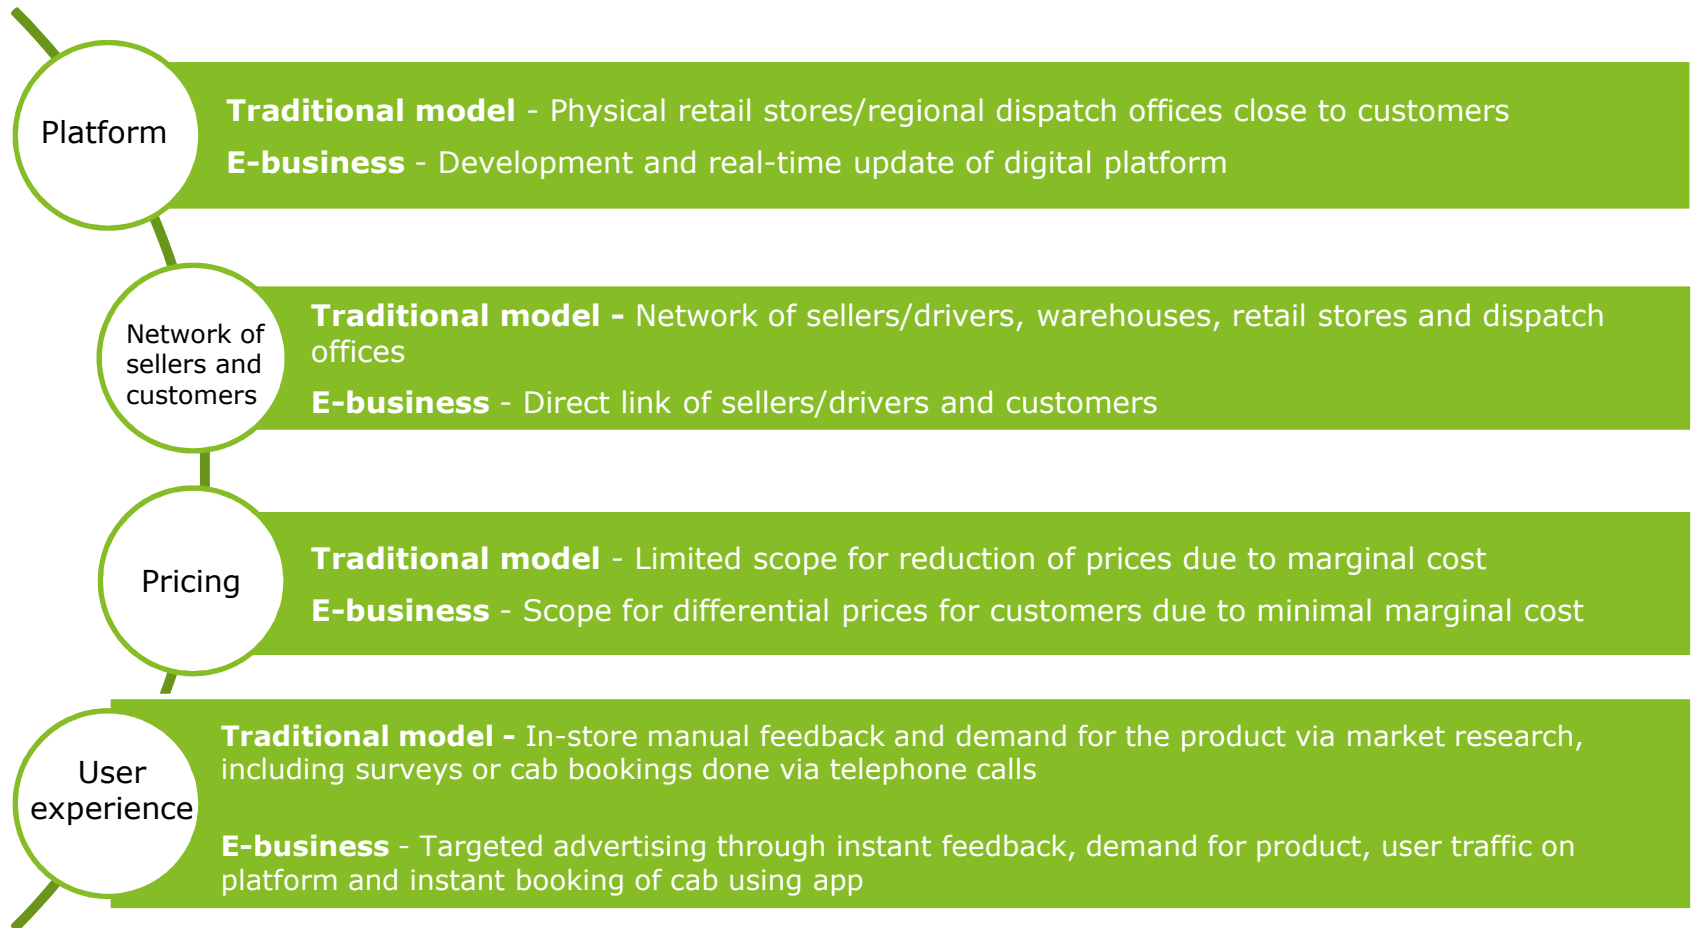 Platform
Traditional model - Physical retail stores/regional dispatch offices close to customers
E-business - Development and real-time update of digital platform
Network of
sellers and
customers
Traditional model - Network of sellers/drivers, warehouses, retail stores and dispatch
offices
E-business - Direct link of sellers/drivers and customers
Pricing
Traditional model - Limited scope for reduction of prices due to marginal cost
E-business - Scope for differential prices for customers due to minimal marginal cost
User
experience
Traditional model - In-store manual feedback and demand for the product via market research,
including surveys or cab bookings done via telephone calls
E-business - Targeted advertising through instant feedback, demand for product, user traffic on
platform and instant booking of cab using app